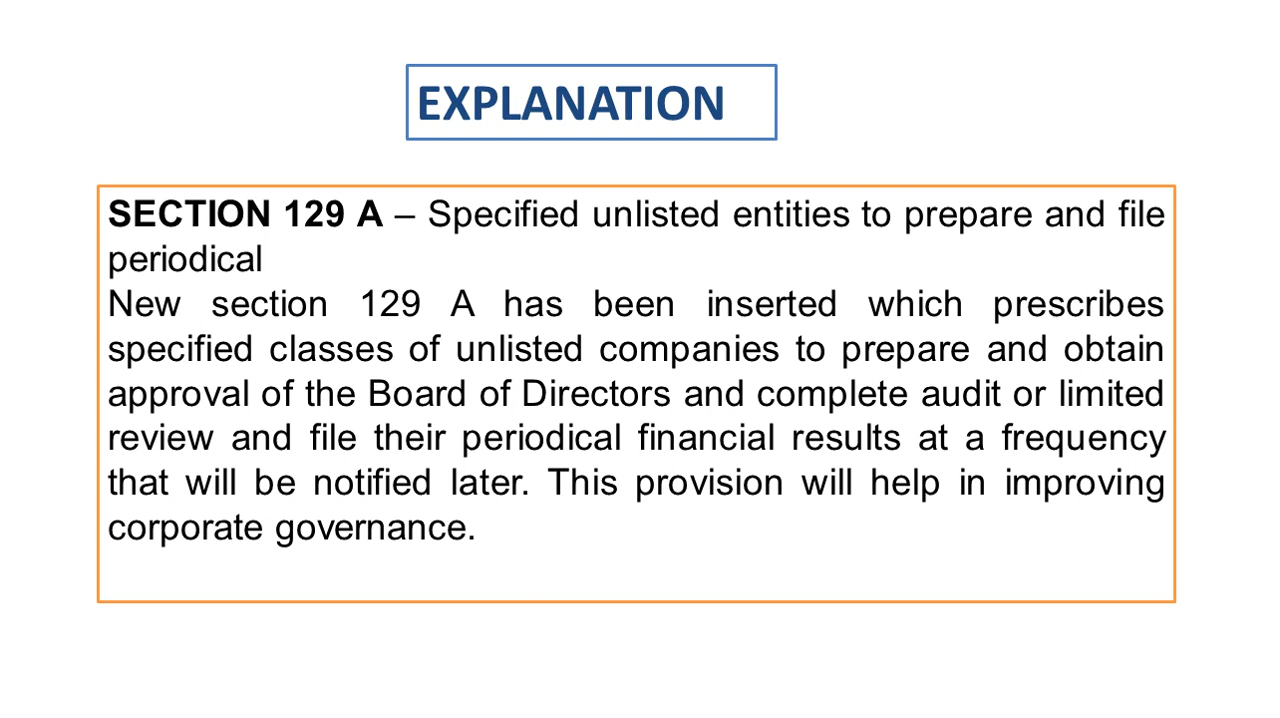 EXPLANATION
SECTION 129 A – Specified unlisted entities to prepare and file
periodical
New section 129 A has been inserted which prescribes
specified classes of unlisted companies to prepare and obtain
approval of the Board of Directors and complete audit or limited
review and file their periodical financial results at a frequency
that will be notified later. This provision will help in improving
corporate governance.